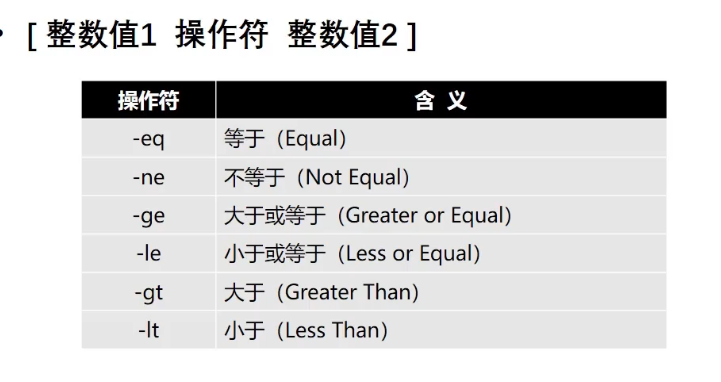 • [ 整数值1 操作符 整数值2 ]
操作符 含 义
-eq 等于（Equal）
-ne 不等于（Not Equal）
-ge 大于或等于（Greater or Equal）
-le 小于或等于（Less or Equal）
-gt 大于（Greater Than）
-lt 小于（Less Than）